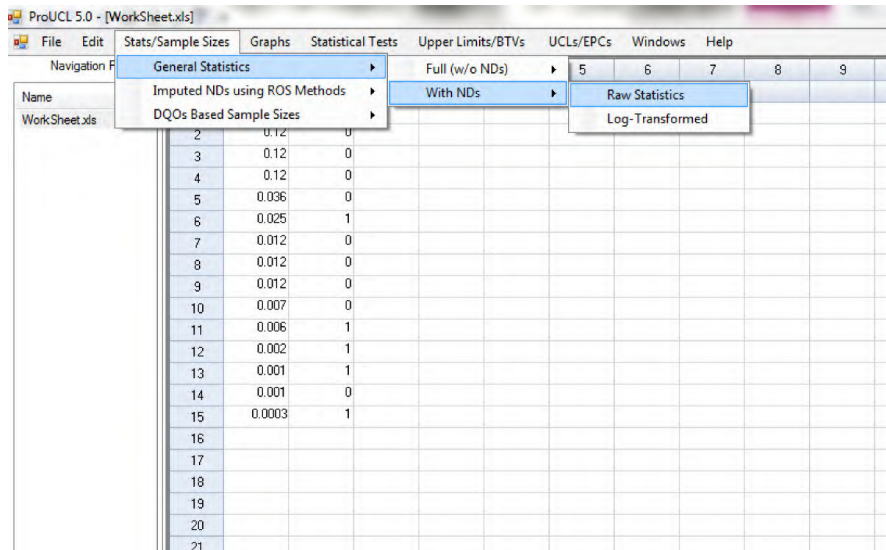 ProUCL 5.0 - [WorkSheet.xls]
File Edit Stats/Sample Sizes Graphs Statistical Tests Upper Limits/BTVs UCLs/EPCs Windows Help
Navigation
General Statistics
Full (w/o NDs)
5 6 7 8 9
Name
Imputed NDs using ROS Methods
With NDs
Raw Statistics
WorkSheet.xls
DQOs Based Sample Sizes
Log-Transformed
2 0.12 0
3 0.12 0
4 0.12 0
5 0.036 0
6 0.025 1
7 0.012 0
8 0.012 0
9 0.012 0
10 0.007 0
11 0.006 1
12 0.002 1
13 0.001 1
14 0.001 0
15 0.0003 1
16
17
18
19
20
21